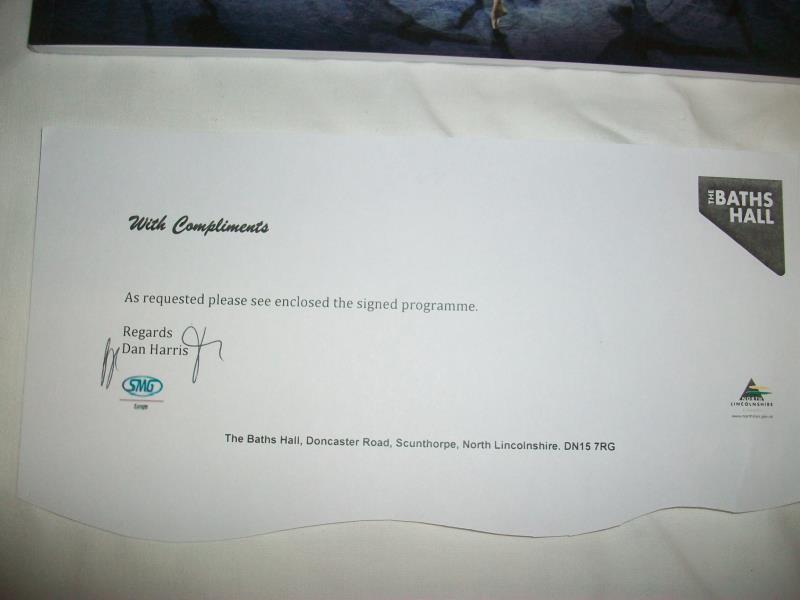 THE BATHS
HALL
With Compliments
As requested please see enclosed the signed programme.
Regards
Dan Harris
SMG
Europe
NORTH
LINCOLNSHIRE
The Baths Hall, Doncaster Road, Scunthorpe, North Lincolnshire. DN15 7RG